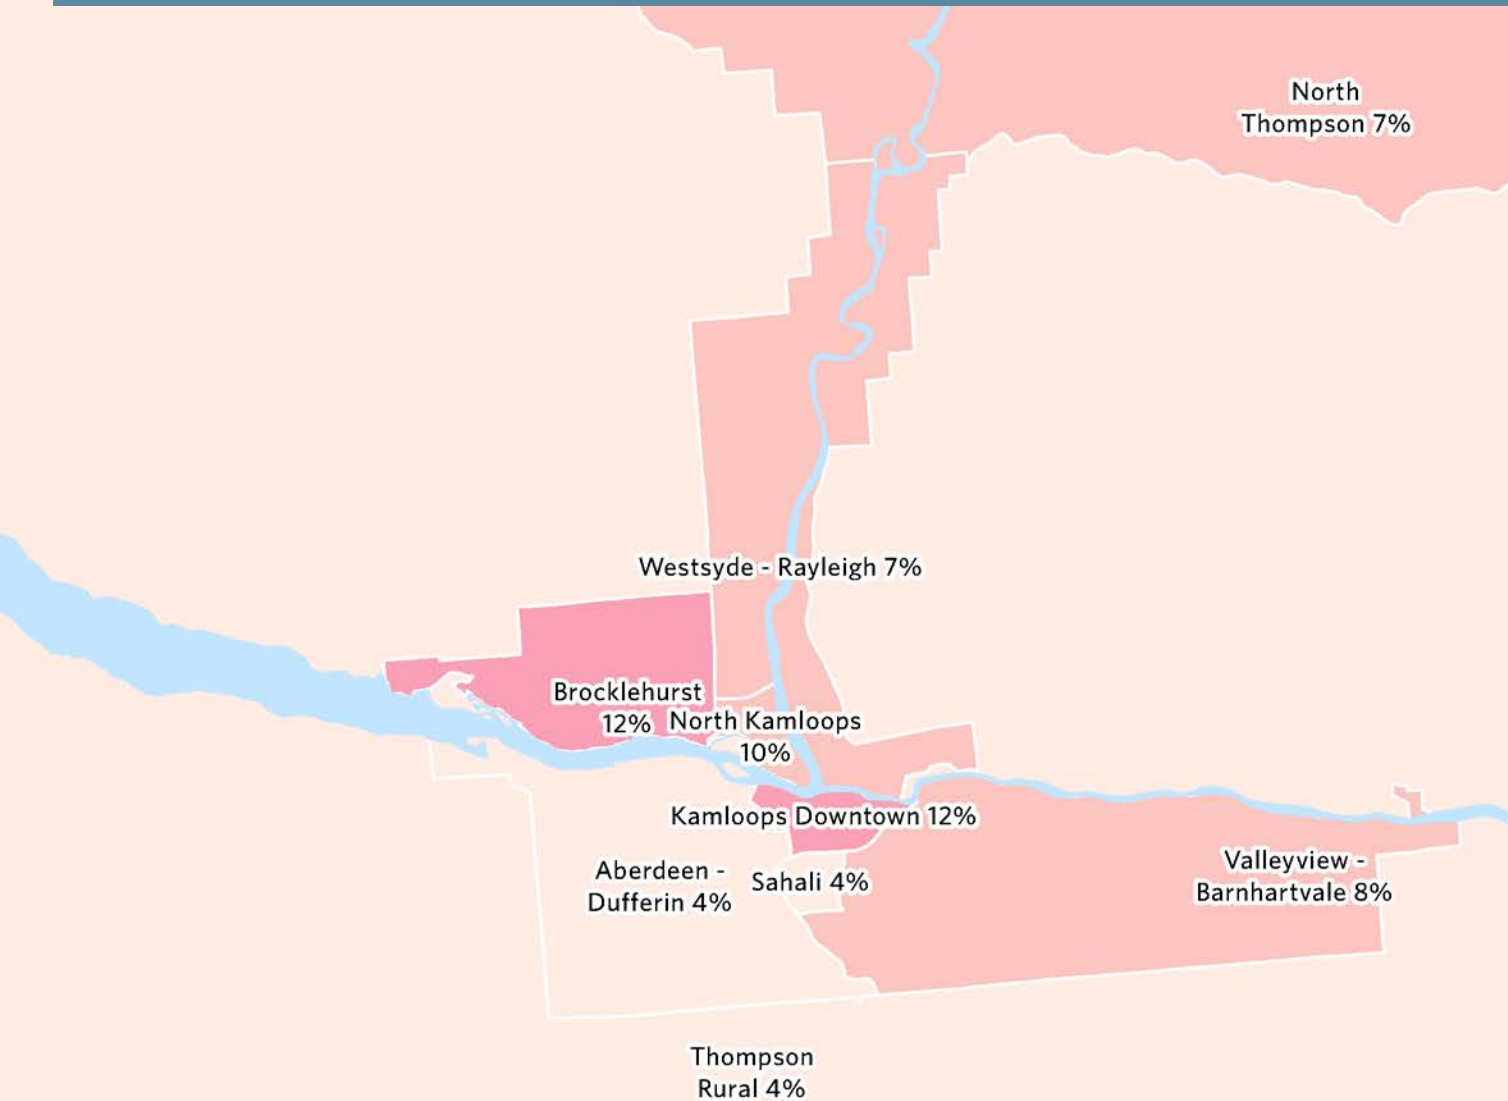 North
Thompson 7%
Westsyde - Rayleigh 7%
Brocklehurst
12%
North Kamloops
10%
Kamloops Downtown 12%
Aberdeen -
Dufferin 4%
Sahali 4%
Valleyview -
Barnhartvale 8%
Thompson
Rural 4%